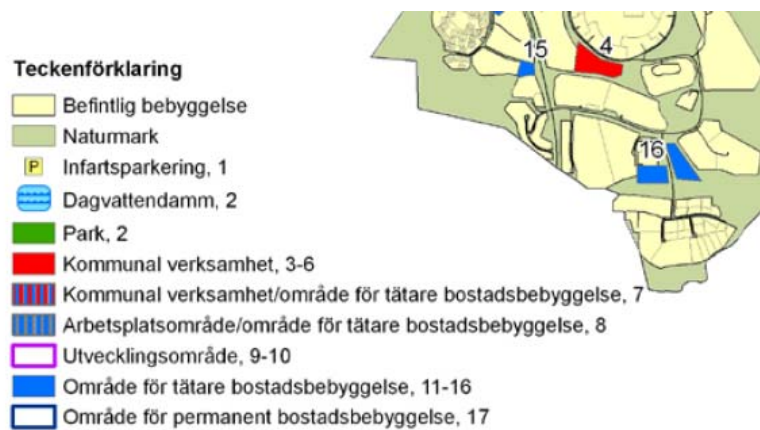 15
4
16
Teckenförklaring
Befintlig bebyggelse
Naturmark
P Infartsparkering, 1
Dagvattendamm, 2
Park, 2
Kommunal verksamhet, 3-6
Kommunal verksamhet/område för tätare bostadsbebyggelse, 7
Arbetsplatsområde/område för tätare bostadsbebyggelse, 8
Utvecklingsområde, 9-10
Område för tätare bostadsbebyggelse, 11-16
Område för permanent bostadsbebyggelse, 17